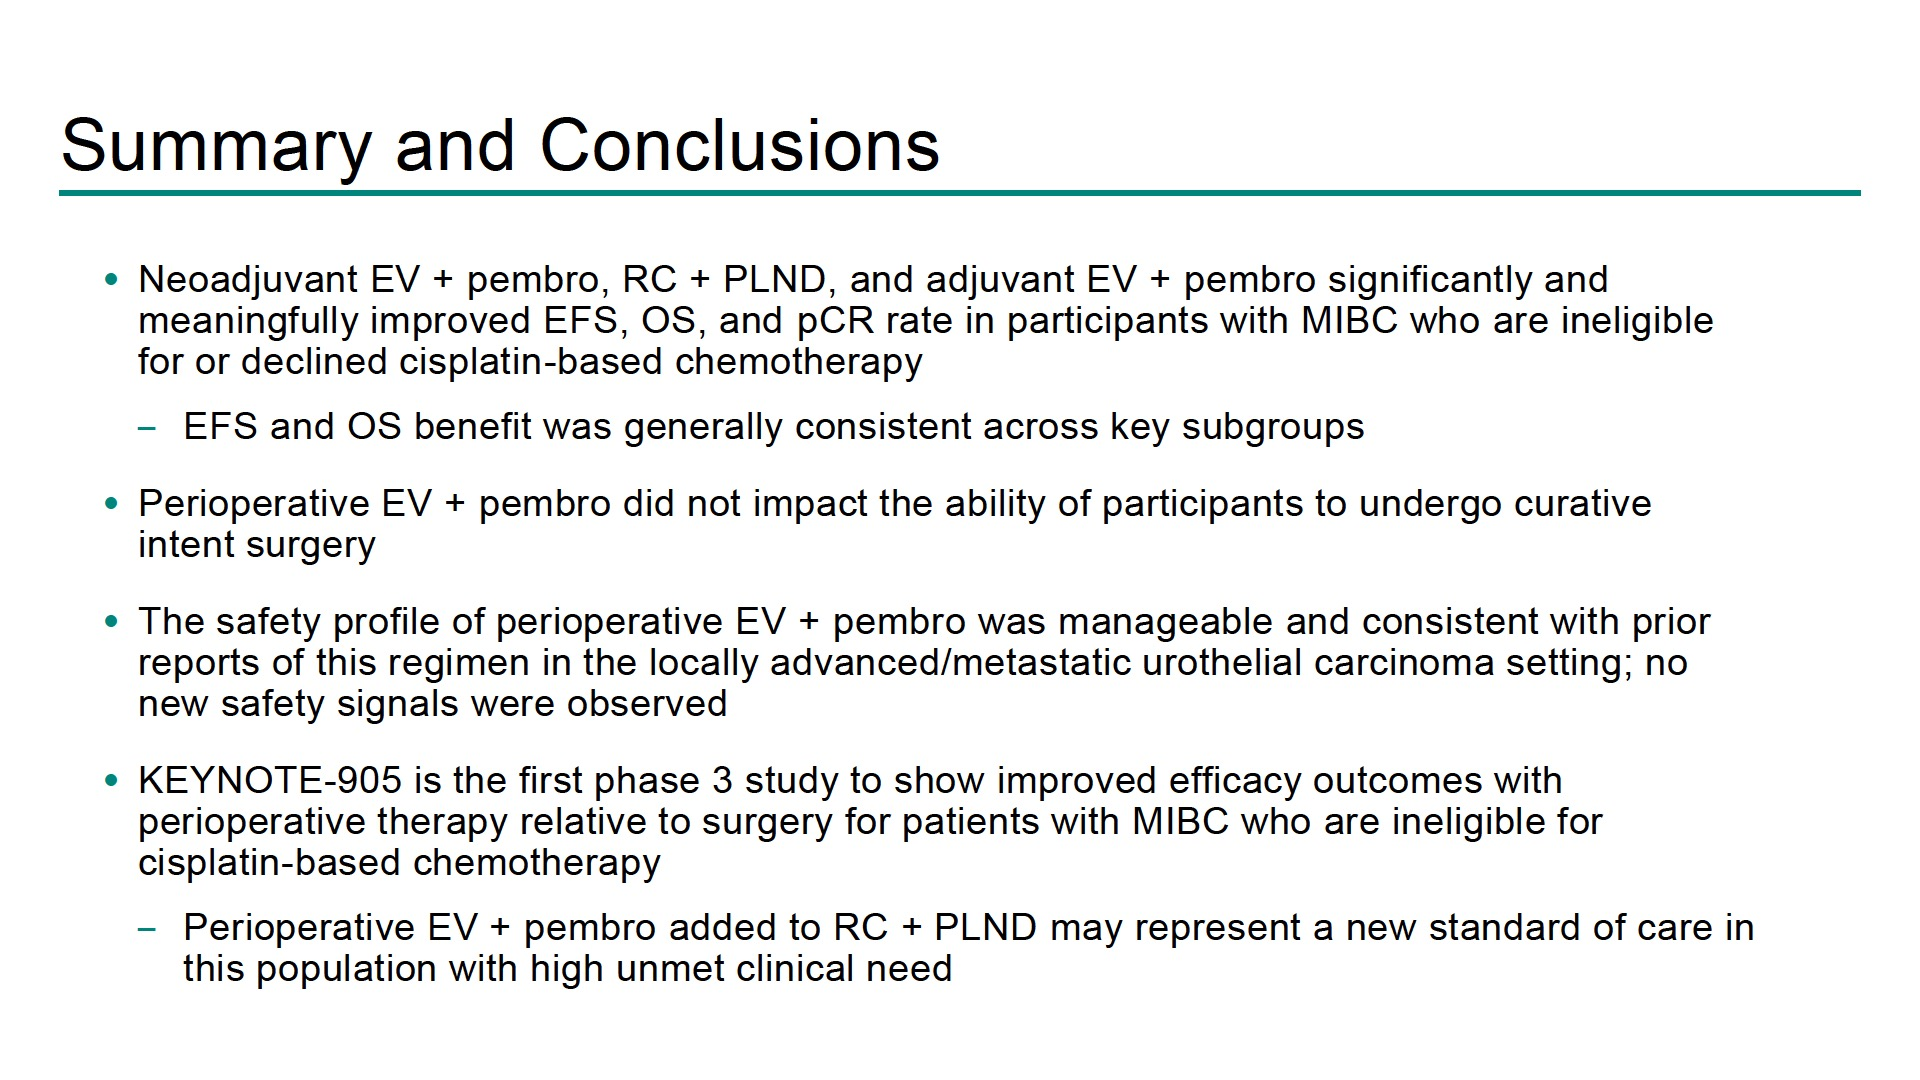 Summary and Conclusions
• Neoadjuvant EV + pembro, RC + PLND, and adjuvant EV + pembro significantly and
meaningfully improved EFS, OS, and pCR rate in participants with MIBC who are ineligible
for or declined cisplatin-based chemotherapy
– EFS and OS benefit was generally consistent across key subgroups
• Perioperative EV + pembro did not impact the ability of participants to undergo curative
intent surgery
• The safety profile of perioperative EV + pembro was manageable and consistent with prior
reports of this regimen in the locally advanced/metastatic urothelial carcinoma setting; no
new safety signals were observed
• KEYNOTE-905 is the first phase 3 study to show improved efficacy outcomes with
perioperative therapy relative to surgery for patients with MIBC who are ineligible for
cisplatin-based chemotherapy
– Perioperative EV + pembro added to RC + PLND may represent a new standard of care in
this population with high unmet clinical need